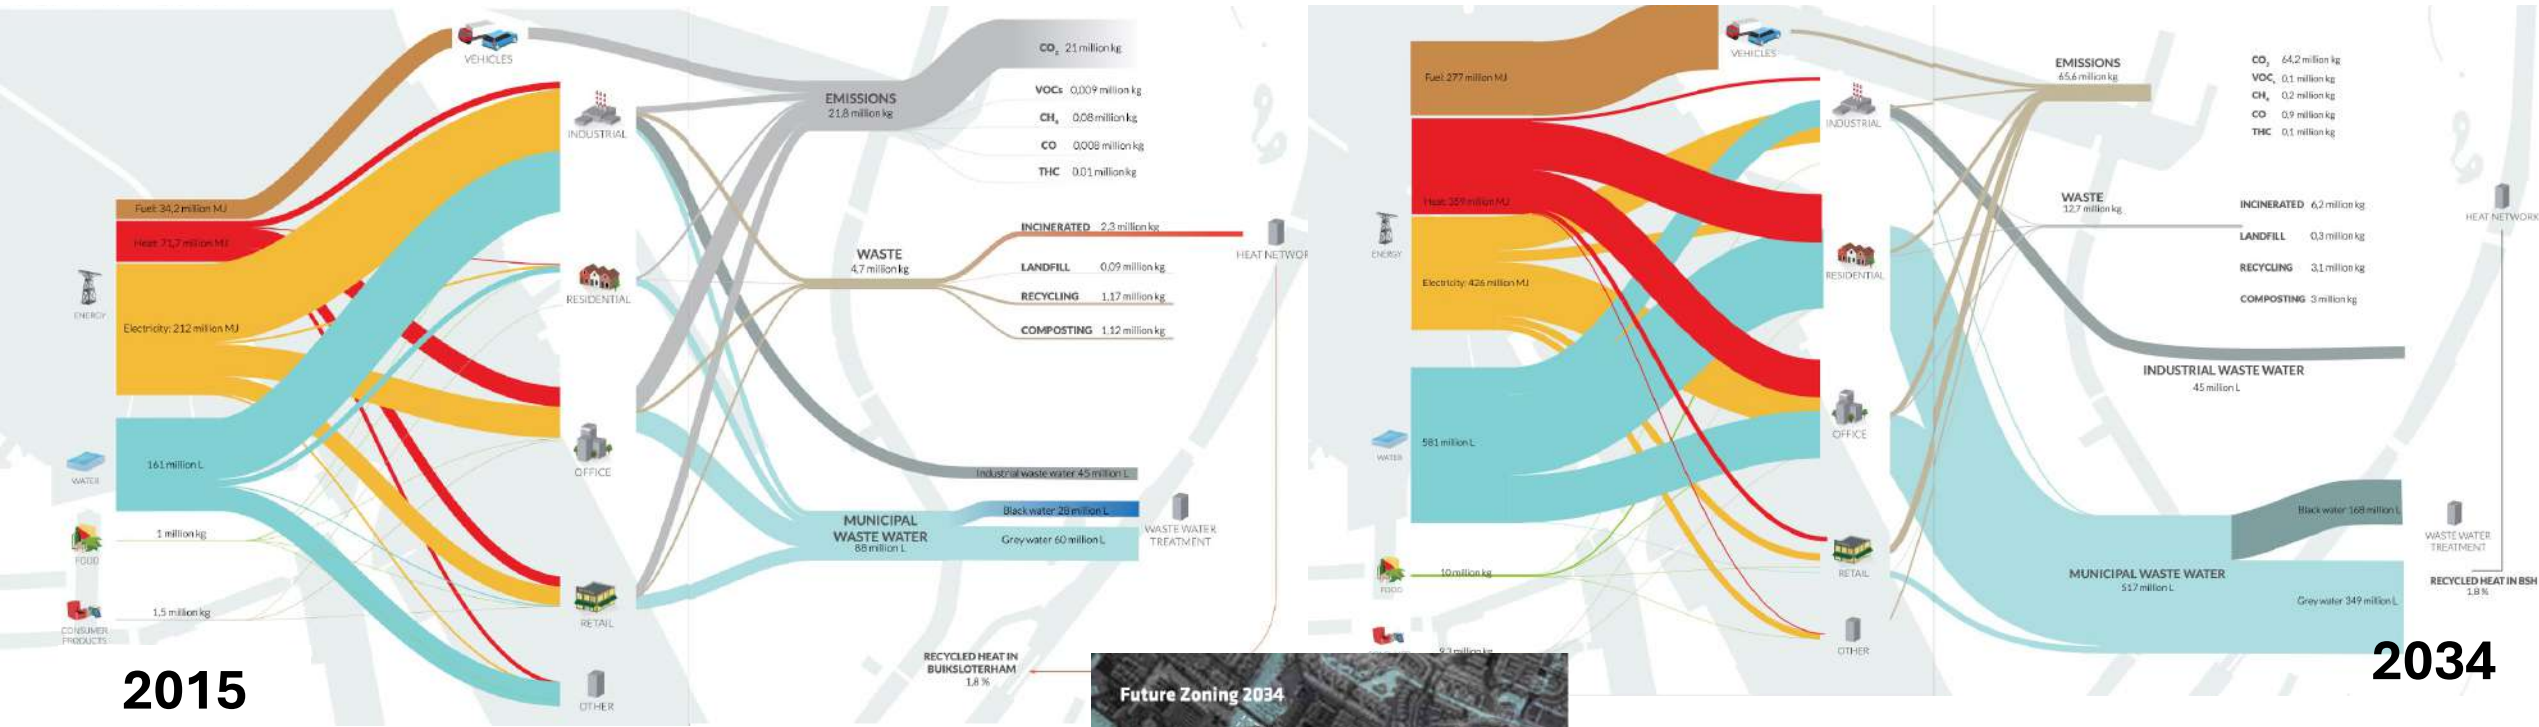 VEHICLES
Fuel: 34,2 million MJ
Heat: 71,7 million MJ
ENERGY
Electricity: 212 million MJ
161 million L
WATER
1 million kg
FOOD
1,5 million kg
CONSUMER
PRODUCTS
INDUSTRIAL
RESIDENTIAL
OFFICE
RETAIL
OTHER
EMISSIONS
21,8 million kg
CO₂ 21 million kg
VOCs 0,009 million kg
CH₄ 0,08 million kg
CO 0,008 million kg
THC 0,01 million kg
WASTE
4,7 million kg
INCINERATED 2,3 million kg
LANDFILL 0,09 million kg
RECYCLING 1,17 million kg
COMPOSTING 1,12 million kg
HEAT NETWOR
Industrial waste water 45 million L
MUNICIPAL
WASTE WATER
88 million L
Black water 28 million L
Grey water 60 million L
WASTE WATER
TREATMENT
RECYCLED HEAT IN
BUIKSLOTERHAM
1,8 %
2015
Future Zoning 2034
VEHICLES
Fuel: 277 million MJ
Heat: 359 million MJ
ENERGY
Electricity: 426 million MJ
581 million L
WATER
10 million kg
FOOD
9,3 million kg
INDUSTRIAL
RESIDENTIAL
OFFICE
RETAIL
OTHER
EMISSIONS
65,6 million kg
CO₂ 64,2 million kg
VOCs 0,1 million kg
CH₄ 0,2 million kg
CO 0,9 million kg
THC 0,1 million kg
WASTE
12,7 million kg
INCINERATED 6,2 million kg
LANDFILL 0,3 million kg
RECYCLING 3,1 million kg
COMPOSTING 3 million kg
HEAT NETWORK
INDUSTRIAL WASTE WATER
45 million L
Black water 168 million L
MUNICIPAL WASTE WATER
517 million L
Grey water 349 million L
WASTE WATER
TREATMENT
RECYCLED HEAT IN BSH
1,8 %
2034